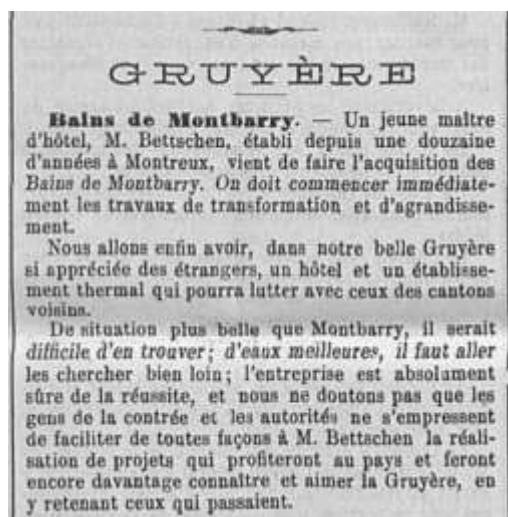 GRUYÈRE
Bains de Montbarry. — Un jeune maître
d'hôtel, M. Bettschen, établi depuis une douzaine
d'années à Montreux, vient de faire l'acquisition des
Bains de Montbarry. On doit commencer immédiate-
ment les travaux de transformation et d'agrandisse-
ment.
Nous allons enfin avoir, dans notre belle Gruyère
si appréciée des étrangers, un hôtel et un établisse-
ment thermal qui pourra lutter avec ceux des cantons
voisins.
De situation plus belle que Montbarry, il serait
difficile d'en trouver; d'eaux meilleures, il faut aller
les chercher bien loin; l'entreprise est absolument
sûre de la réussite, et nous ne doutons pas que les
gens de la contrée et les autorités ne s'empressent
de faciliter de toutes façons à M. Bettschen la réali-
sation de projets qui profiteront au pays et feront
encore davantage connaître et aimer la Gruyère, en
y retenant ceux qui passaient.